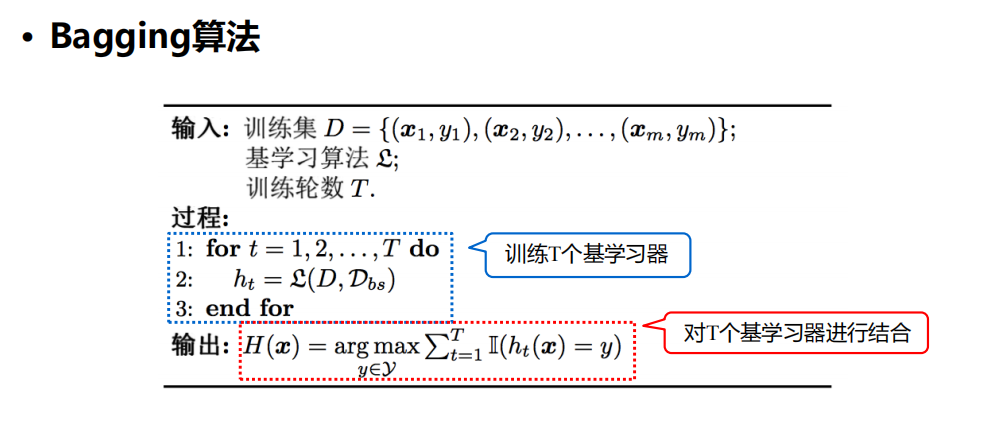 • Bagging算法
输入: 训练集 D = {(x₁, y₁), (x₂, y₂), . . . , (xₘ, yₘ)};
基学习算法 𝔏;
训练轮数 T.
过程:
1: for t = 1, 2, . . . , T do
训练T个基学习器
2: hₜ = 𝔏(D, 𝒟_bs)
3: end for
对T个基学习器进行结合
输出: H(x) = arg max_{y∈𝒴} ∑_{t=1}^{T} 𝕀(hₜ(x) = y)